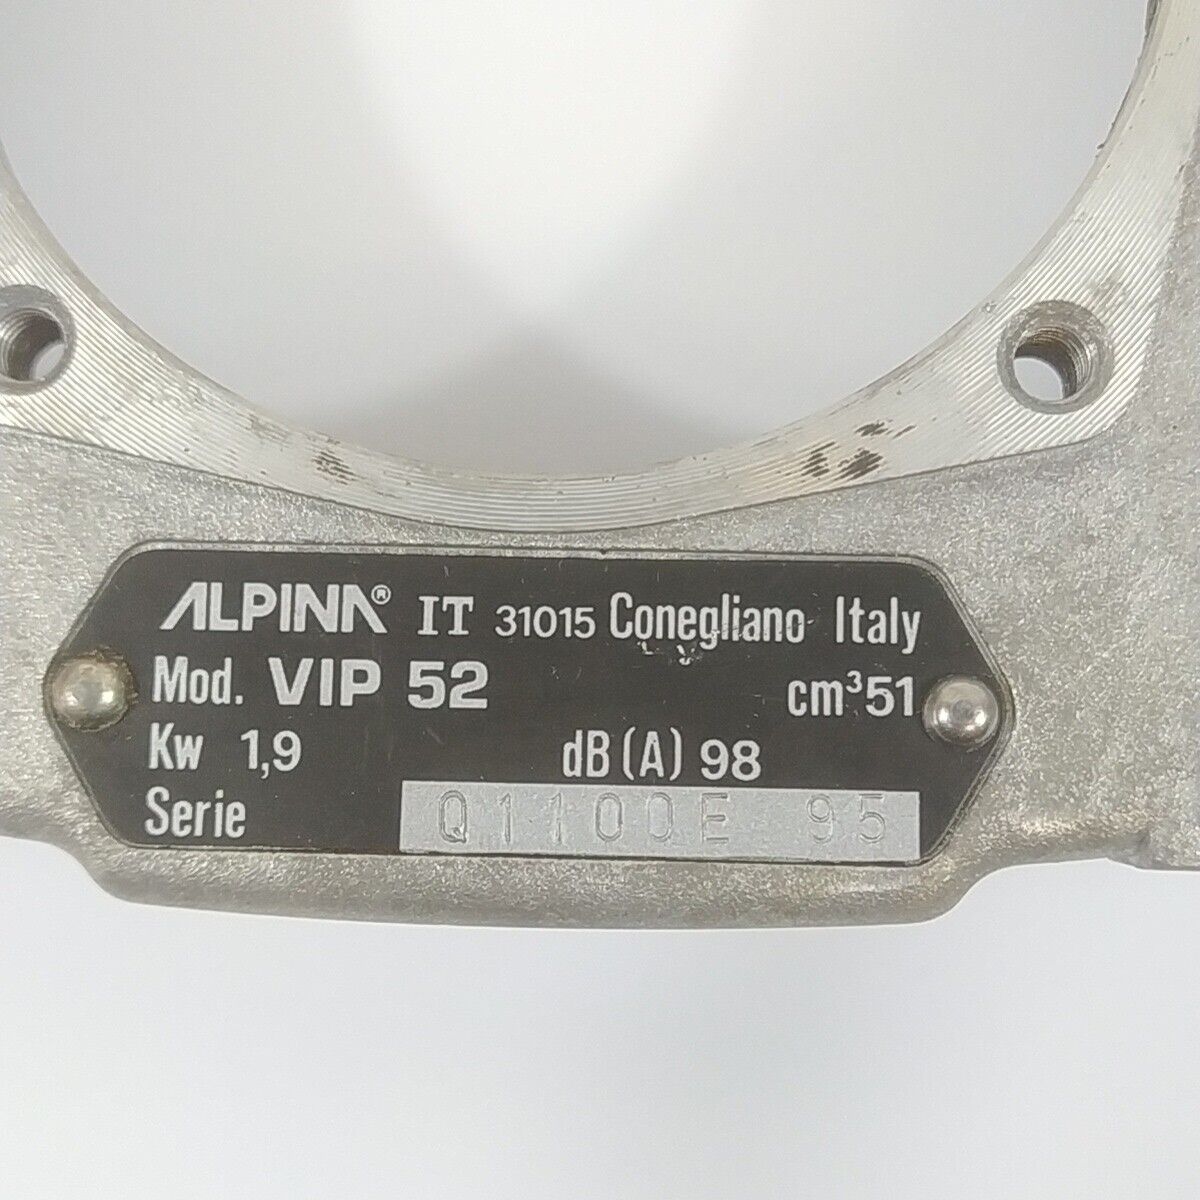 ALPINA® IT 31015 Conegliano Italy
Mod. VIP 52 cm³51
Kw 1,9 dB(A) 98
Serie Q1100E 95